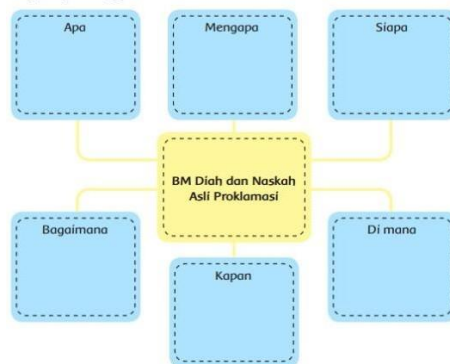 Apa
Mengapa
Siapa
BM Diah dan Naskah
Asli Proklamasi
Bagaimana
Kapan
Di mana